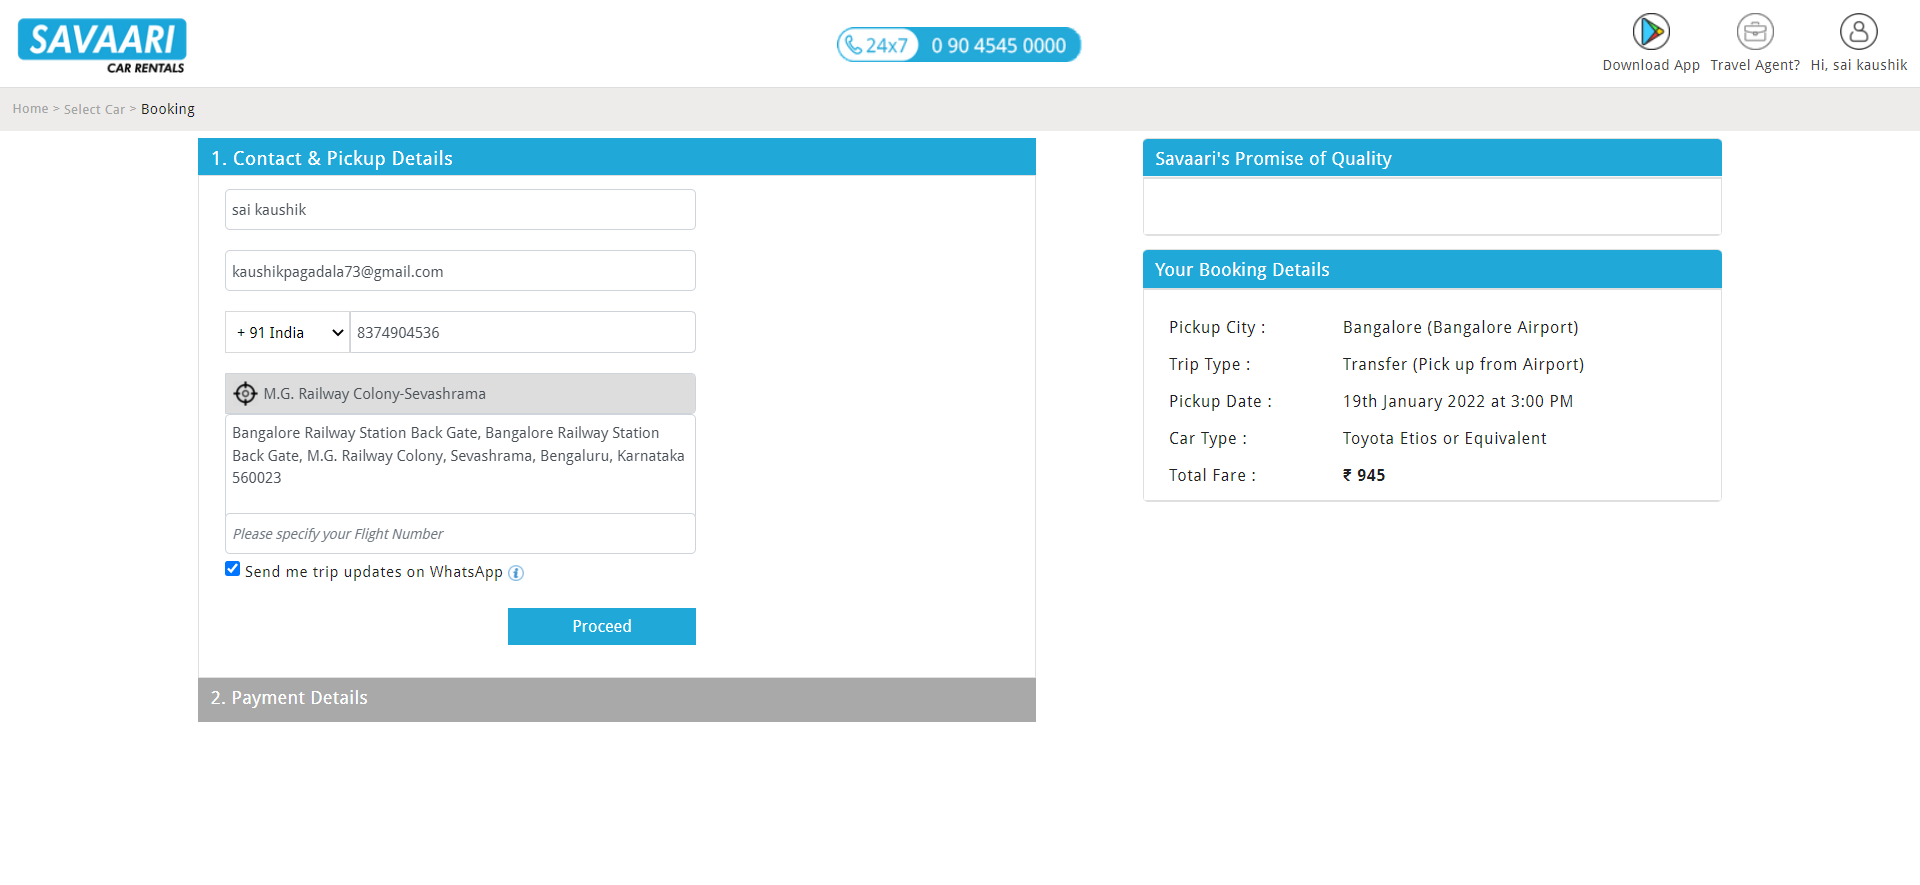 SAVAARI
CAR RENTALS
24x7 0 90 4545 0000
Download App
Travel Agent?
Hi, sai kaushik
Home > Select Car > Booking
1. Contact & Pickup Details
sai kaushik
kaushikpagadala73@gmail.com
+ 91 India 8374904536
M.G. Railway Colony-Sevashrama
Bangalore Railway Station Back Gate, Bangalore Railway Station
Back Gate, M.G. Railway Colony, Sevashrama, Bengaluru, Karnataka
560023
Please specify your Flight Number
Send me trip updates on WhatsApp
Proceed
2. Payment Details
Savaari's Promise of Quality
Your Booking Details
Pickup City : Bangalore (Bangalore Airport)
Trip Type : Transfer (Pick up from Airport)
Pickup Date : 19th January 2022 at 3:00 PM
Car Type : Toyota Etios or Equivalent
Total Fare : ₹ 945